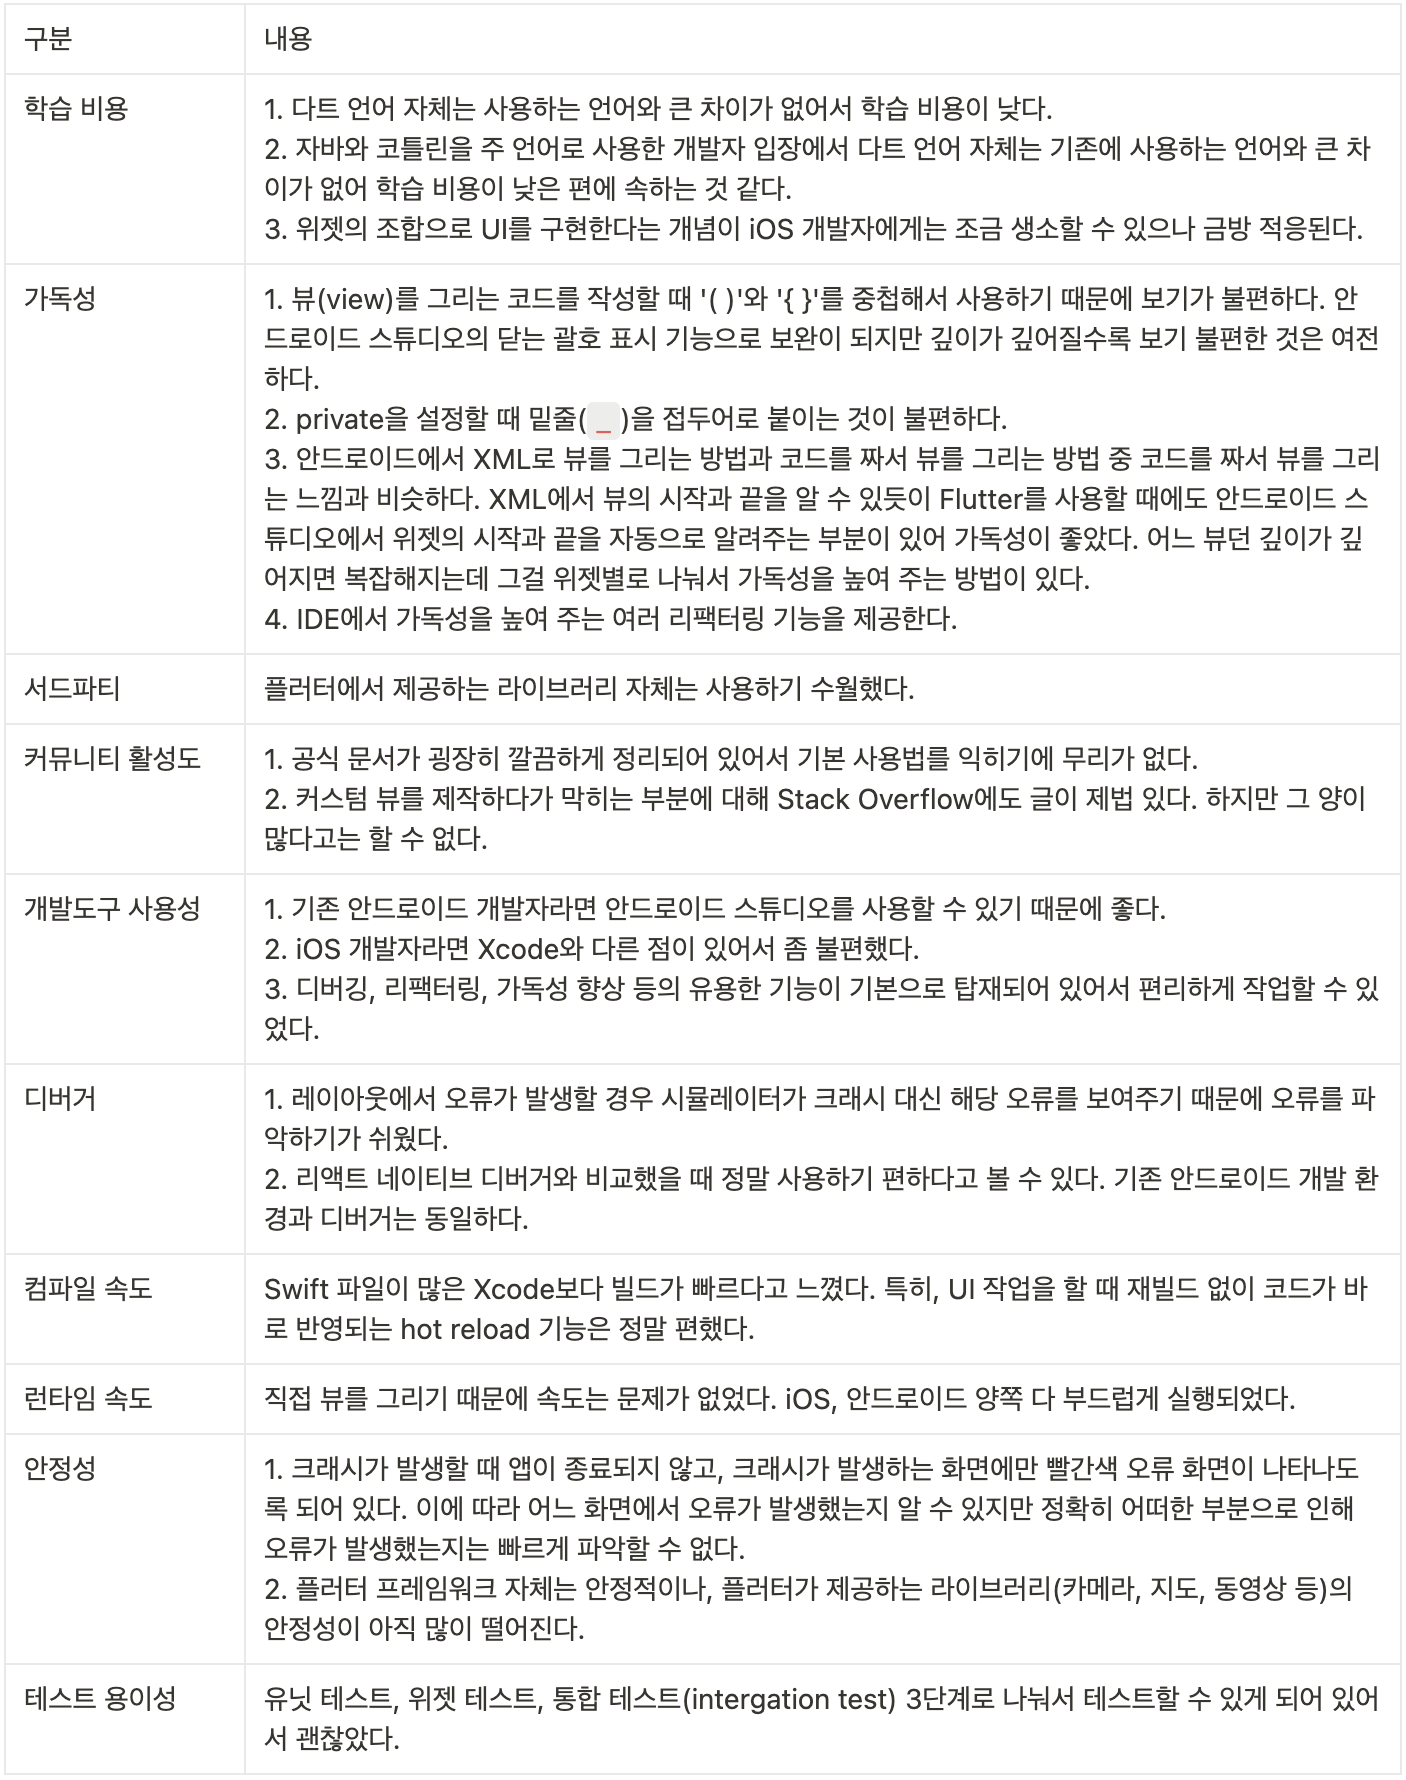 구분
내용
학습 비용
1. 다트 언어 자체는 사용하는 언어와 큰 차이가 없어서 학습 비용이 낮다.
2. 자바와 코틀린을 주 언어로 사용한 개발자 입장에서 다트 언어 자체는 기존에 사용하는 언어와 큰 차
이가 없어 학습 비용이 낮은 편에 속하는 것 같다.
3. 위젯의 조합으로 UI를 구현한다는 개념이 iOS 개발자에게는 조금 생소할 수 있으나 금방 적응된다.
가독성
1. 뷰(view)를 그리는 코드를 작성할 때 '( )'와 '{ }'를 중첩해서 사용하기 때문에 보기가 불편하다. 안
드로이드 스튜디오의 닫는 괄호 표시 기능으로 보완이 되지만 깊이가 깊어질수록 보기 불편한 것은 여전
하다.
2. private을 설정할 때 밑줄( _ )을 접두어로 붙이는 것이 불편하다.
3. 안드로이드에서 XML로 뷰를 그리는 방법과 코드를 짜서 뷰를 그리는 방법 중 코드를 짜서 뷰를 그리
는 느낌과 비슷하다. XML에서 뷰의 시작과 끝을 알 수 있듯이 Flutter를 사용할 때에도 안드로이드 스
튜디오에서 위젯의 시작과 끝을 자동으로 알려주는 부분이 있어 가독성이 좋았다. 어느 뷰던 깊이가 깊
어지면 복잡해지는데 그걸 위젯별로 나눠서 가독성을 높여 주는 방법이 있다.
4. IDE에서 가독성을 높여 주는 여러 리팩터링 기능을 제공한다.
서드파티
플러터에서 제공하는 라이브러리 자체는 사용하기 수월했다.
커뮤니티 활성도
1. 공식 문서가 굉장히 깔끔하게 정리되어 있어서 기본 사용법를 익히기에 무리가 없다.
2. 커스텀 뷰를 제작하다가 막히는 부분에 대해 Stack Overflow에도 글이 제법 있다. 하지만 그 양이
많다고는 할 수 없다.
개발도구 사용성
1. 기존 안드로이드 개발자라면 안드로이드 스튜디오를 사용할 수 있기 때문에 좋다.
2. iOS 개발자라면 Xcode와 다른 점이 있어서 좀 불편했다.
3. 디버깅, 리팩터링, 가독성 향상 등의 유용한 기능이 기본으로 탑재되어 있어서 편리하게 작업할 수 있
었다.
디버거
1. 레이아웃에서 오류가 발생할 경우 시뮬레이터가 크래시 대신 해당 오류를 보여주기 때문에 오류를 파
악하기가 쉬웠다.
2. 리액트 네이티브 디버거와 비교했을 때 정말 사용하기 편하다고 볼 수 있다. 기존 안드로이드 개발 환
경과 디버거는 동일하다.
컴파일 속도
Swift 파일이 많은 Xcode보다 빌드가 빠르다고 느꼈다. 특히, UI 작업을 할 때 재빌드 없이 코드가 바
로 반영되는 hot reload 기능은 정말 편했다.
런타임 속도
직접 뷰를 그리기 때문에 속도는 문제가 없었다. iOS, 안드로이드 양쪽 다 부드럽게 실행되었다.
안정성
1. 크래시가 발생할 때 앱이 종료되지 않고, 크래시가 발생하는 화면에만 빨간색 오류 화면이 나타나도
록 되어 있다. 이에 따라 어느 화면에서 오류가 발생했는지 알 수 있지만 정확히 어떠한 부분으로 인해
오류가 발생했는지는 빠르게 파악할 수 없다.
2. 플러터 프레임워크 자체는 안정적이나, 플러터가 제공하는 라이브러리(카메라, 지도, 동영상 등)의
안정성이 아직 많이 떨어진다.
테스트 용이성
유닛 테스트, 위젯 테스트, 통합 테스트(intergation test) 3단계로 나눠서 테스트할 수 있게 되어 있어
서 괜찮았다.